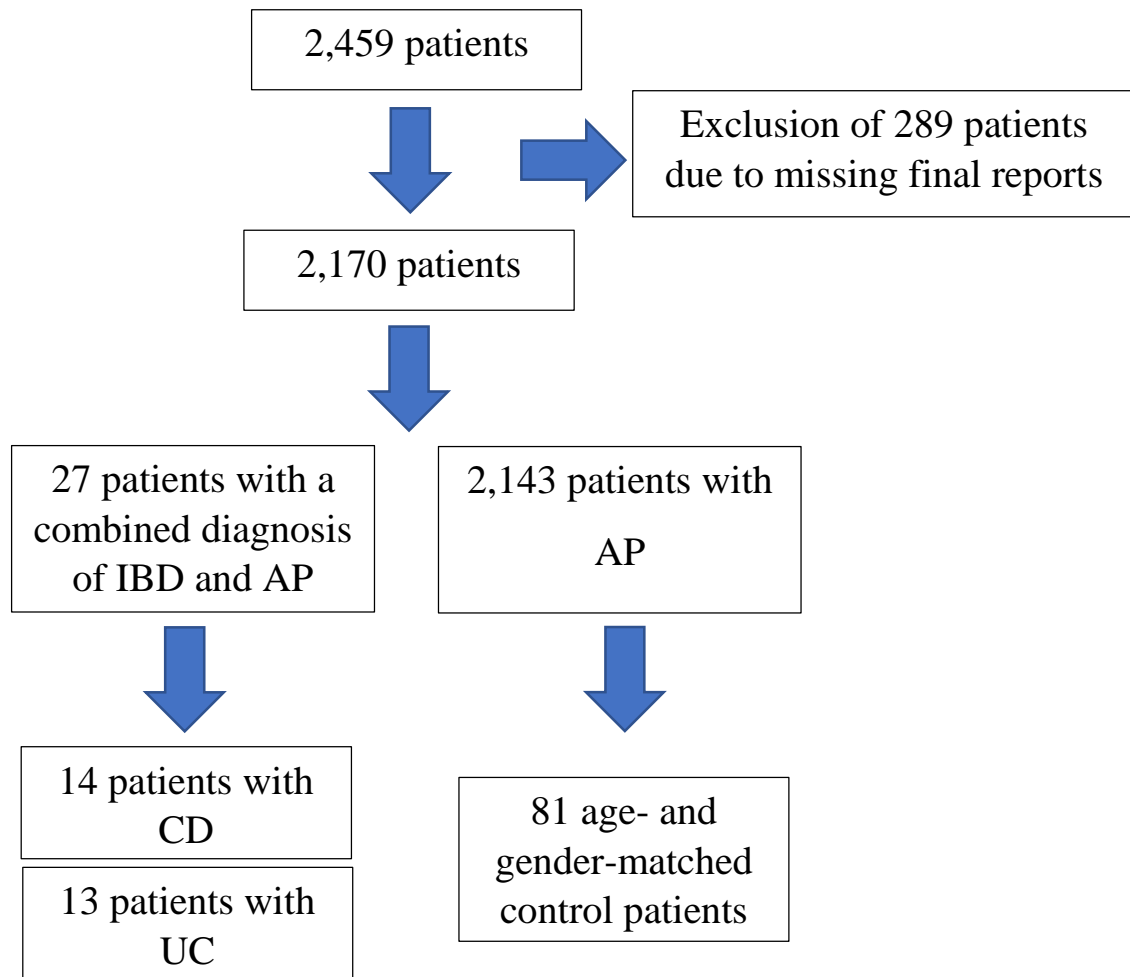 2,459 patients
Exclusion of 289 patients
due to missing final reports
2,170 patients
27 patients with a
combined diagnosis
of IBD and AP
2,143 patients with
AP
14 patients with
CD
13 patients with
UC
81 age- and
gender-matched
control patients